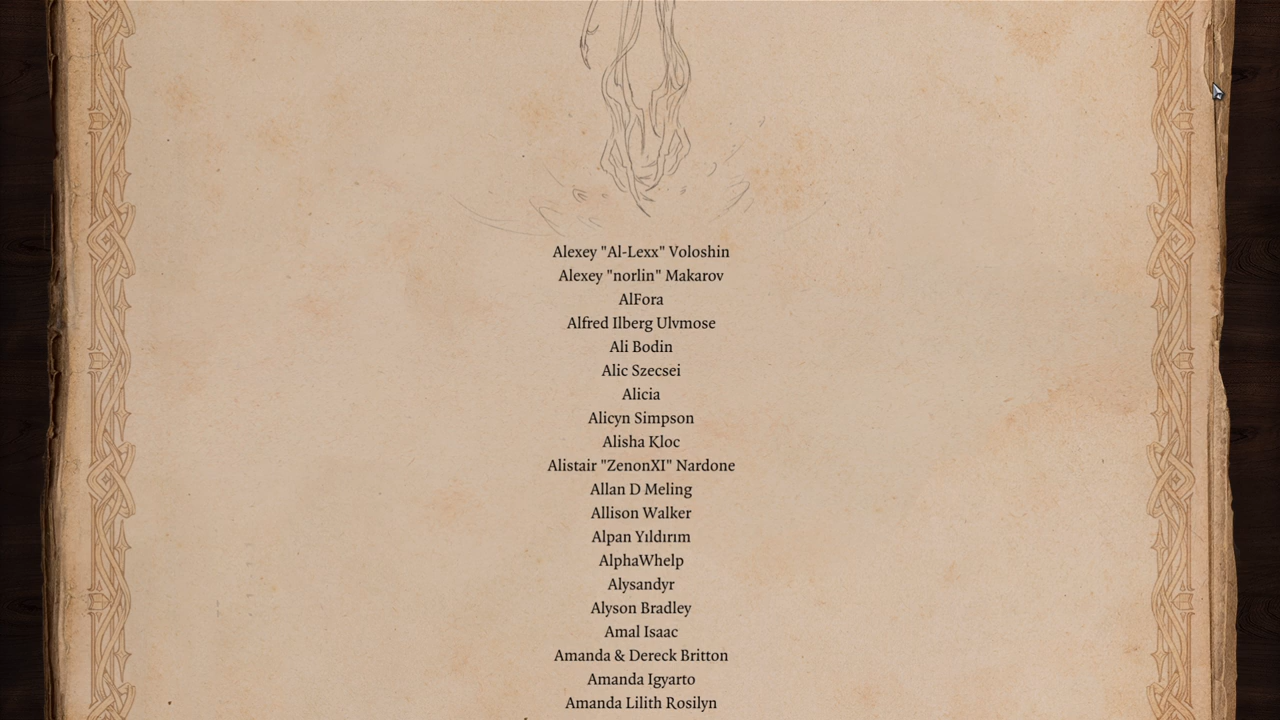 Alexey "Al-Lexx" Voloshin
Alexey "norlin" Makarov
AlFora
Alfred Ilberg Ulvmose
Ali Bodin
Alic Szecsei
Alicia
Alicyn Simpson
Alisha Kloc
Alistair "ZenonXI" Nardone
Allan D Meling
Allison Walker
Alpan Yıldırım
AlphaWhelp
Alysandyr
Alyson Bradley
Amal Isaac
Amanda & Dereck Britton
Amanda Igyarto
Amanda Lilith Rosilyn